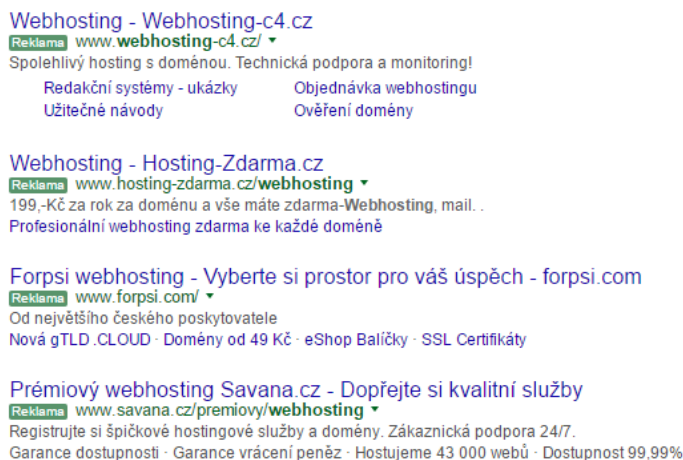 Webhosting - Webhosting-c4.cz
Reklama www.webhosting-c4.cz/
Spolehlivý hosting s doménou. Technická podpora a monitoring!
Redakční systémy - ukázky Objednávka webhostingu
Užitečné návody Ověření domény
Webhosting - Hosting-Zdarma.cz
Reklama www.hosting-zdarma.cz/webhosting
199,-Kč za rok za doménu a vše máte zdarma-Webhosting, mail. .
Profesionální webhosting zdarma ke každé doméně
Forpsi webhosting - Vyberte si prostor pro váš úspěch - forpsi.com
Reklama www.forpsi.com/
Od největšího českého poskytovatele
Nová gTLD .CLOUD · Domény od 49 Kč · eShop Balíčky · SSL Certifikáty
Prémiový webhosting Savana.cz - Dopřejte si kvalitní služby
Reklama www.savana.cz/premiovy/webhosting
Registrujte si špičkové hostingové služby a domény. Zákaznická podpora 24/7.
Garance dostupnosti · Garance vrácení peněz · Hostujeme 43 000 webů · Dostupnost 99,99%